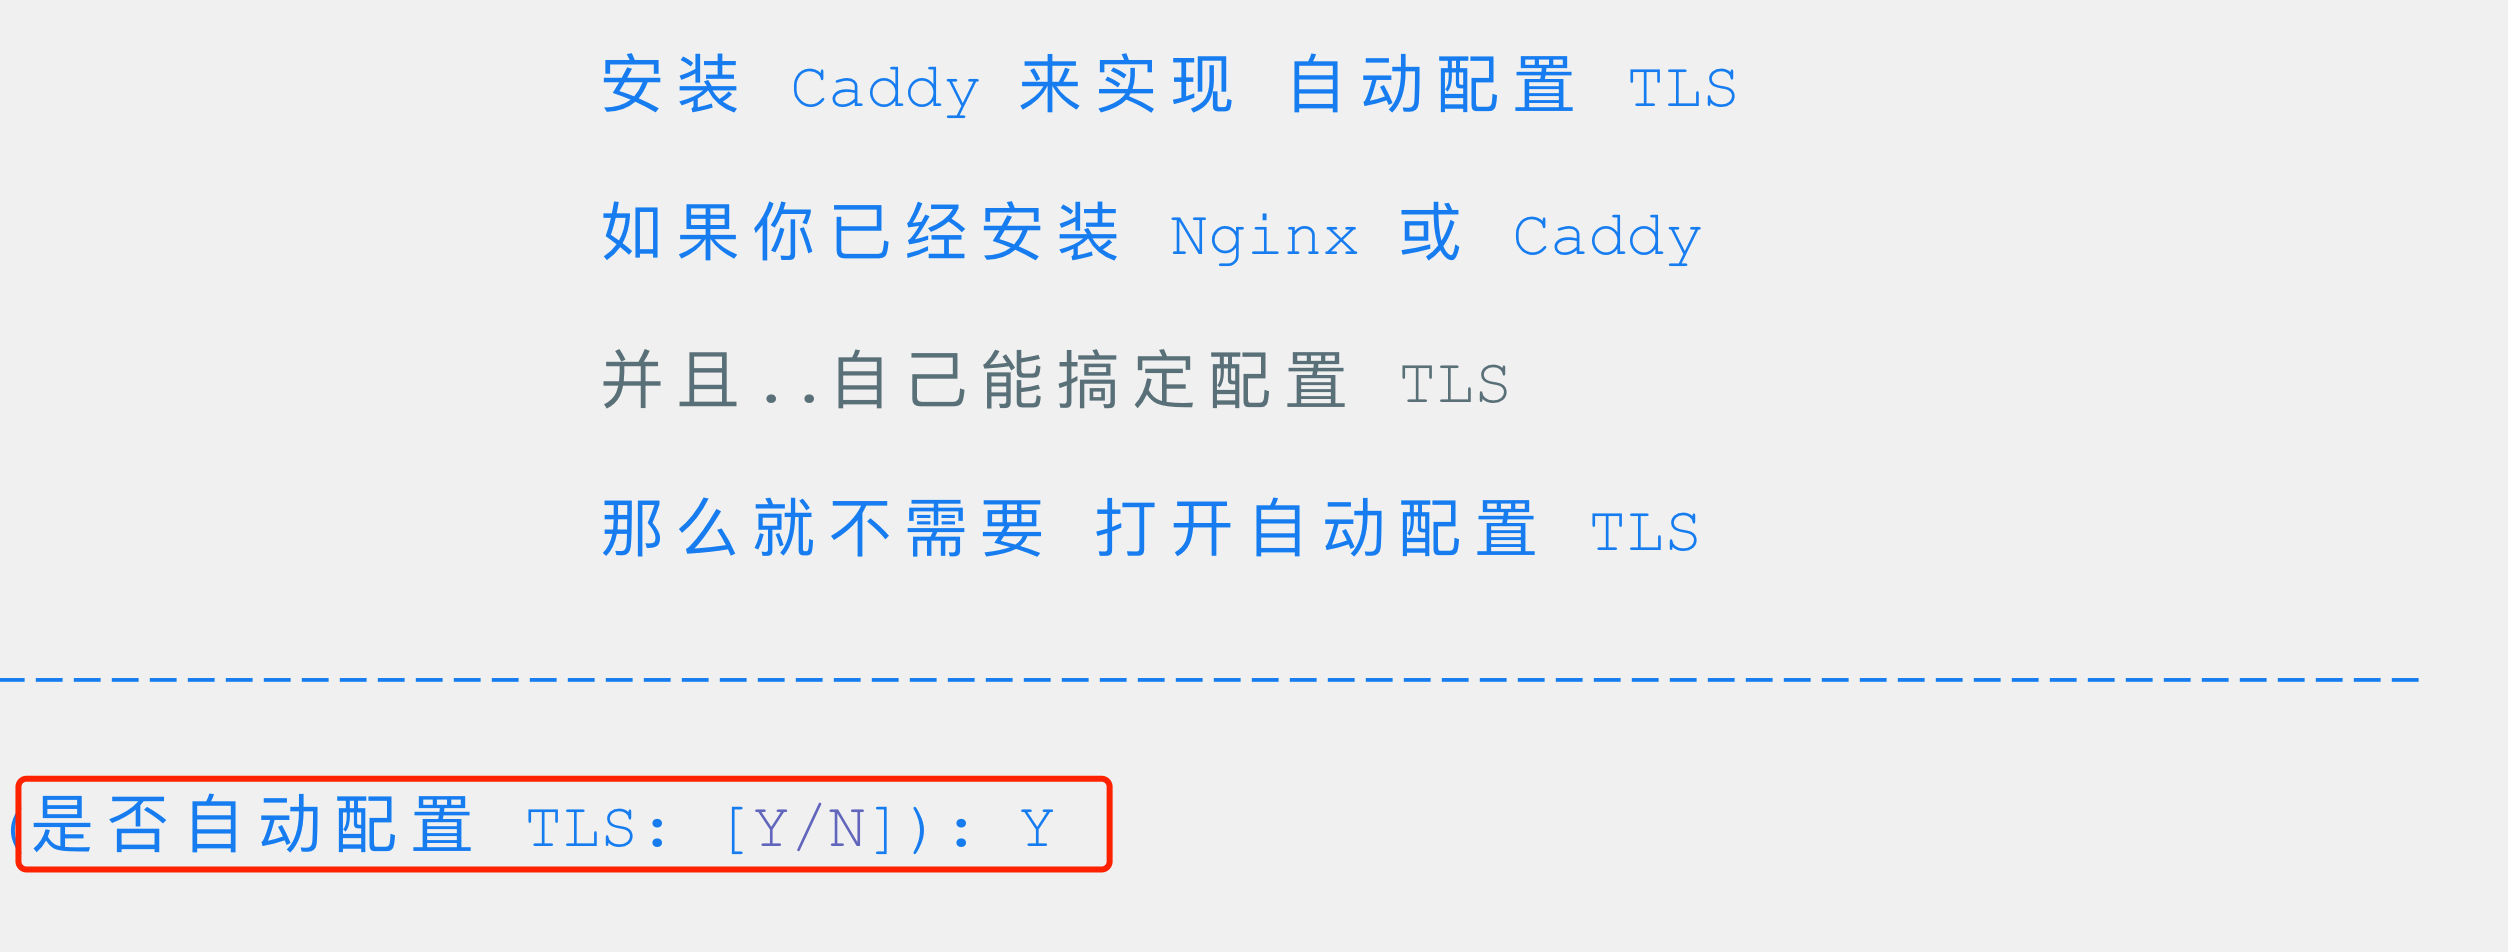 安装 Caddy 来实现 自动配置 TLS
如果你已经安装 Nginx 或 Caddy
并且..自己能搞定配置 TLS
那么就不需要 打开自动配置 TLS
(是否自动配置 TLS: [Y/N]): Y